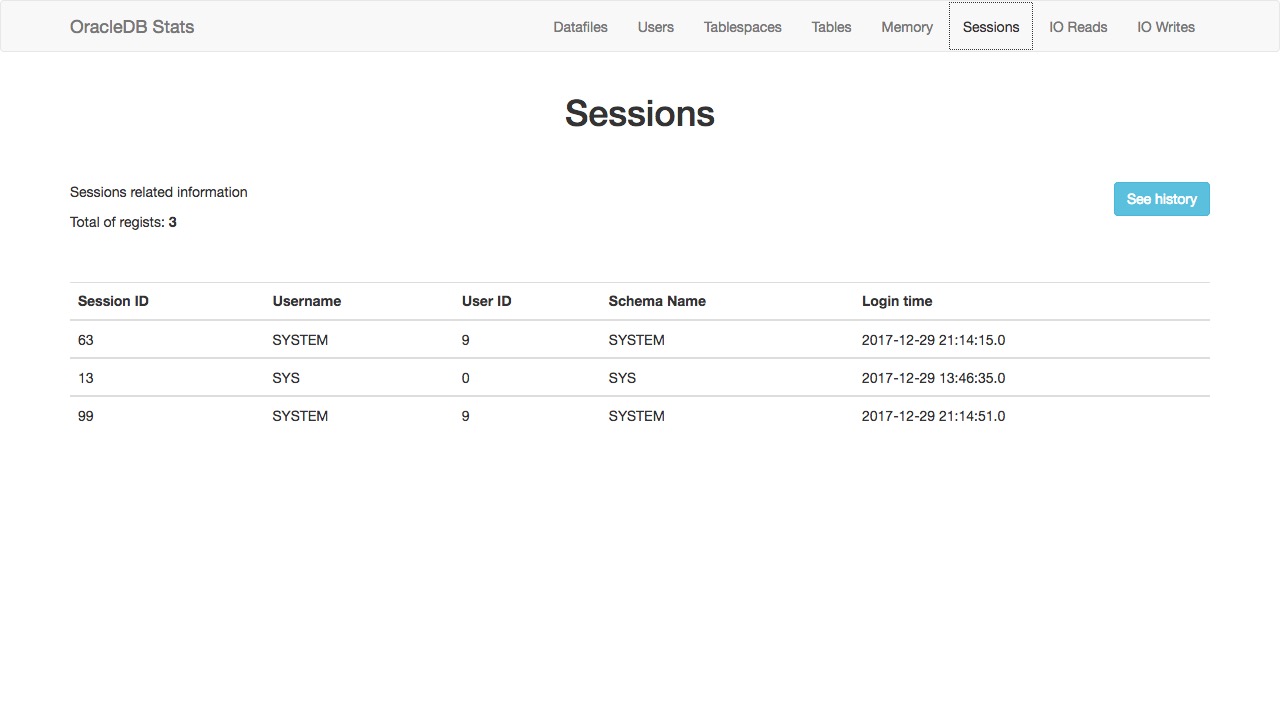 OracleDB Stats Datafiles Users Tablespaces Tables Memory Sessions IO Reads IO Writes
Sessions
Sessions related information
See history
Total of regists: 3
Session ID Username User ID Schema Name Login time
63 SYSTEM 9 SYSTEM 2017-12-29 21:14:15.0
13 SYS 0 SYS 2017-12-29 13:46:35.0
99 SYSTEM 9 SYSTEM 2017-12-29 21:14:51.0